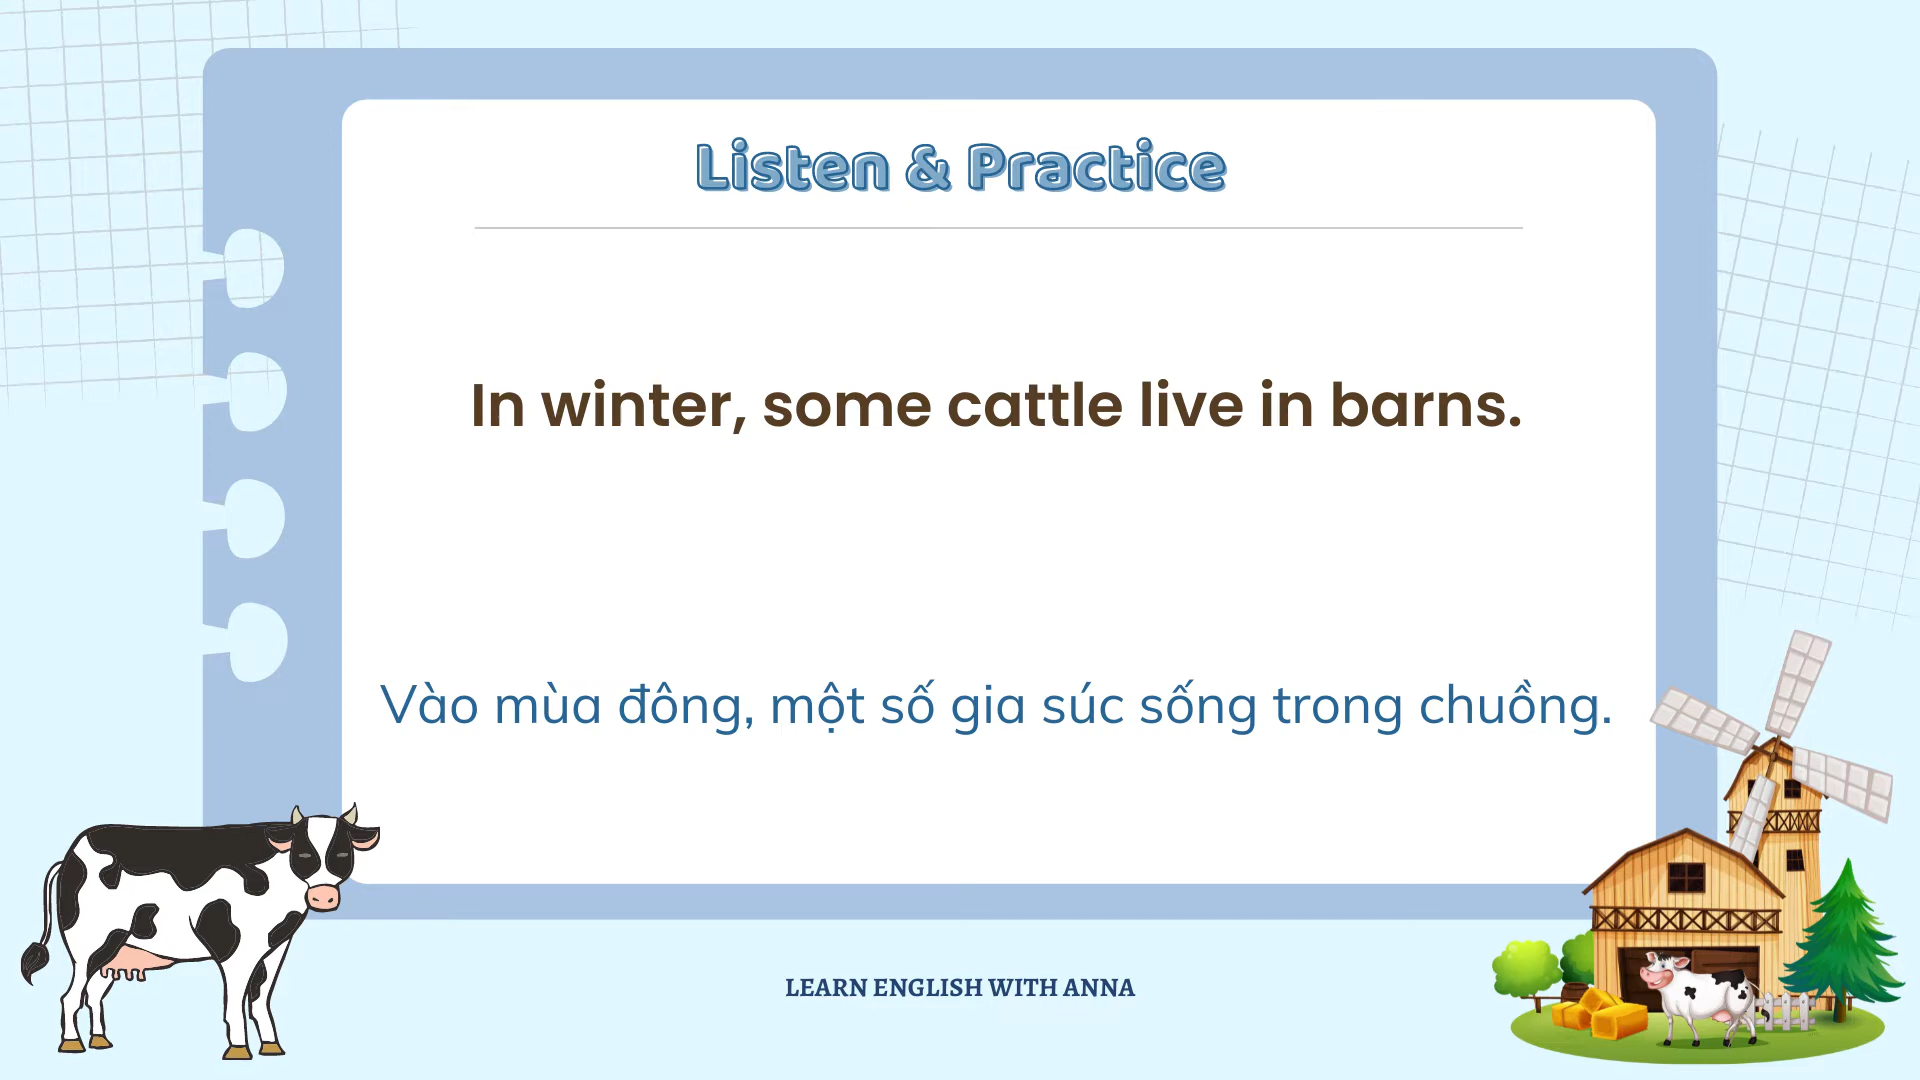 Listen & Practice
In winter, some cattle live in barns.
Vào mùa đông, một số gia súc sống trong chuồng.
LEARN ENGLISH WITH ANNA